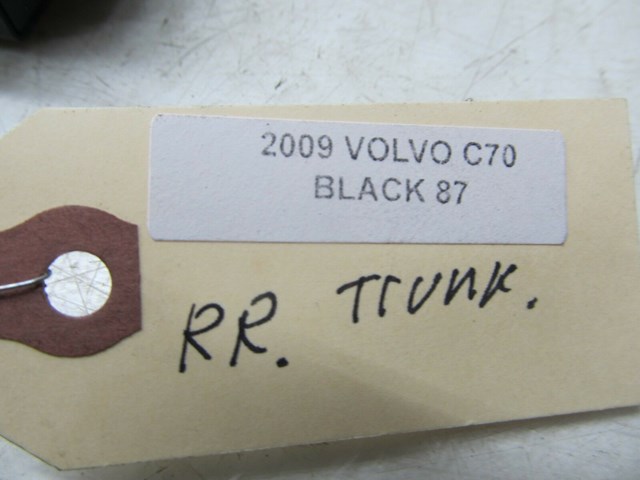 2009 VOLVO C70
BLACK 87
RR. Trunk.